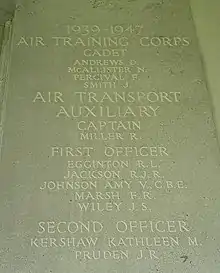 1939-1947
AIR TRAINING CORPS
CADET
ANDREWS D.
MCALLISTER N.
PERCIVAL F.
SMITH J.
AIR TRANSPORT
AUXILIARY
CAPTAIN
MILLER R.
FIRST OFFICER
EGGINTON R.L.
JACKSON R.J.R.
JOHNSON AMY V., C.B.E.
MARSH F.R.
WILEY J.S.
SECOND OFFICER
KERSHAW KATHLEEN M.
PRUDEN J.R.